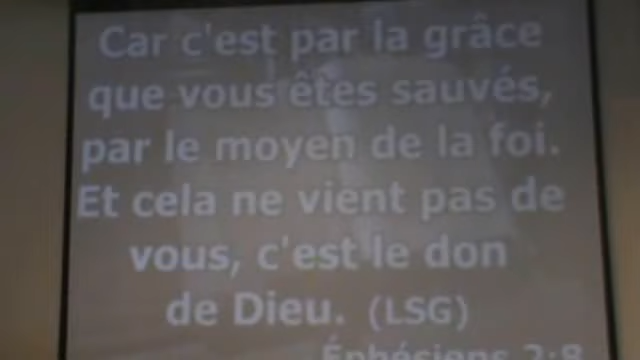 Car c'est par la grâce
que vous êtes sauvés,
par le moyen de la foi.
Et cela ne vient pas de
vous, c'est le don
de Dieu. (LSG)
Éphésiens 2:8